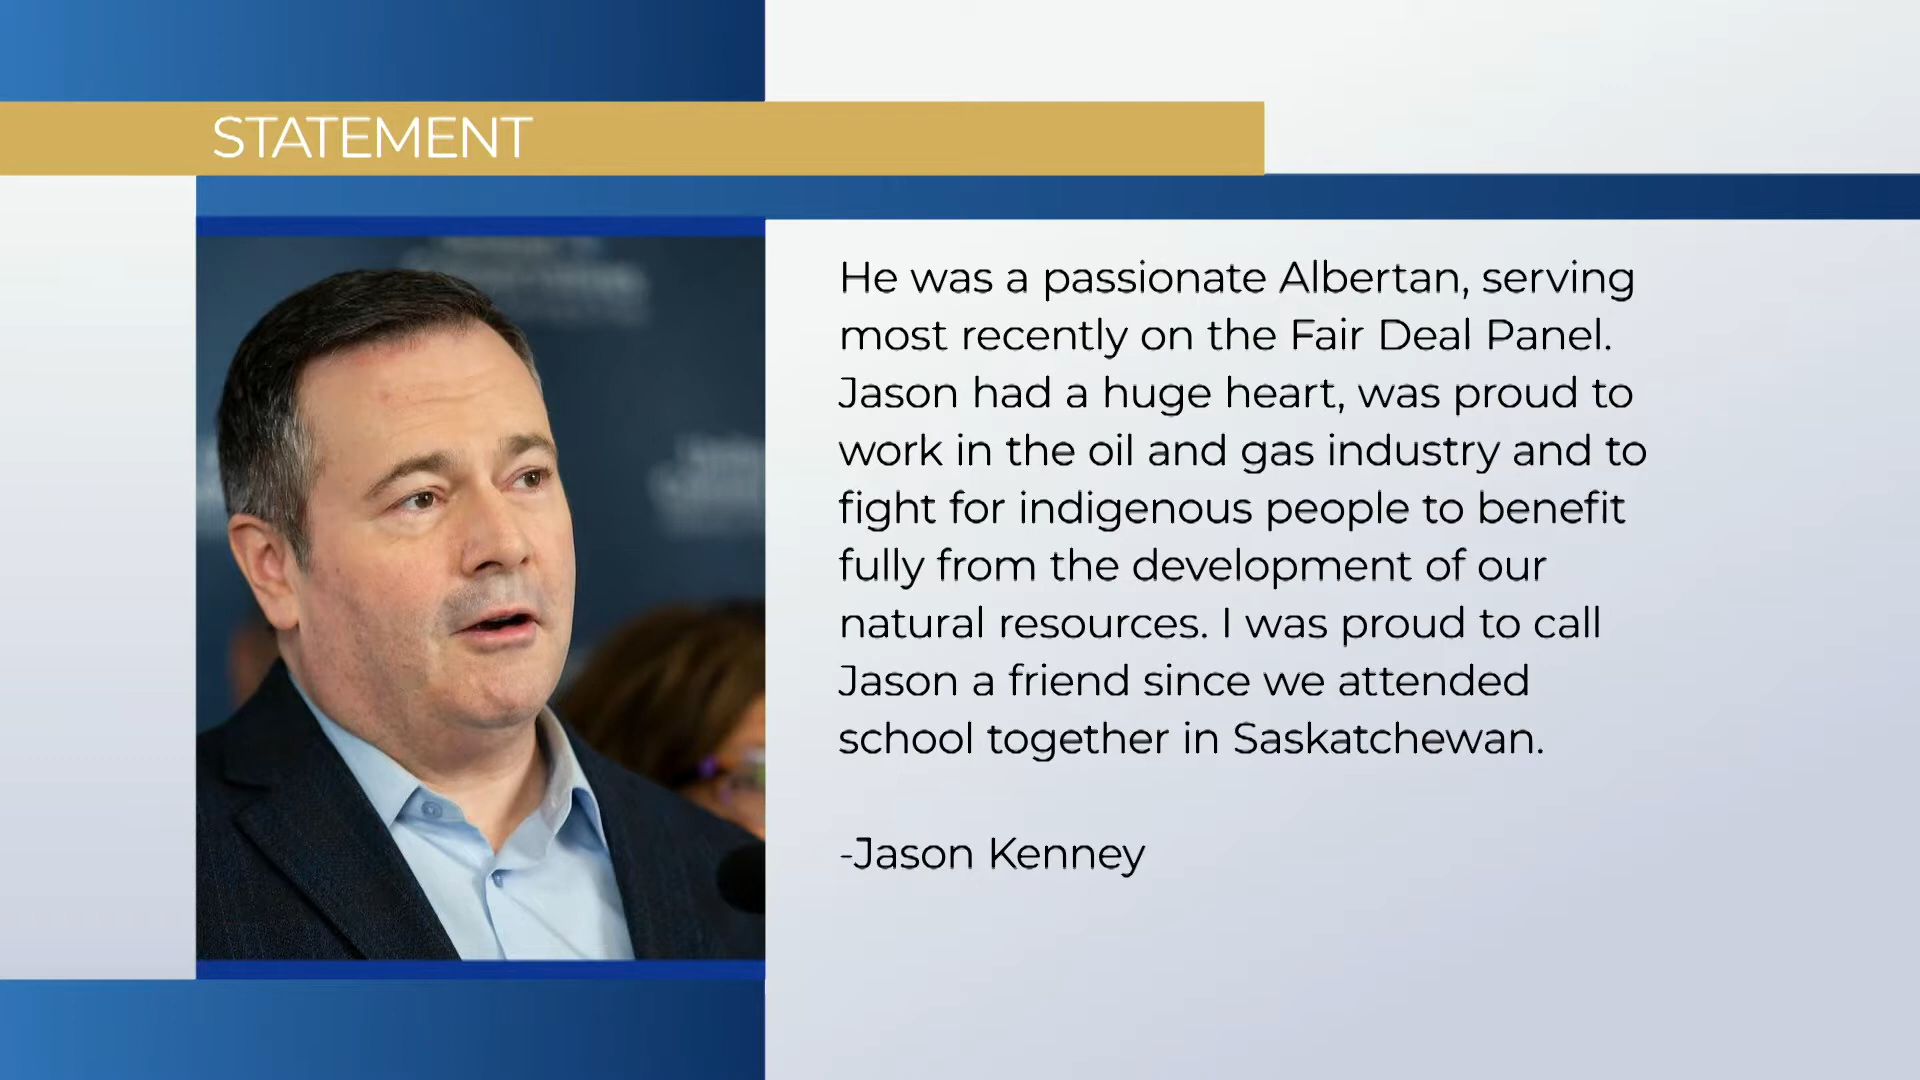 STATEMENT
He was a passionate Albertan, serving
most recently on the Fair Deal Panel.
Jason had a huge heart, was proud to
work in the oil and gas industry and to
fight for indigenous people to benefit
fully from the development of our
natural resources. I was proud to call
Jason a friend since we attended
school together in Saskatchewan.
-Jason Kenney